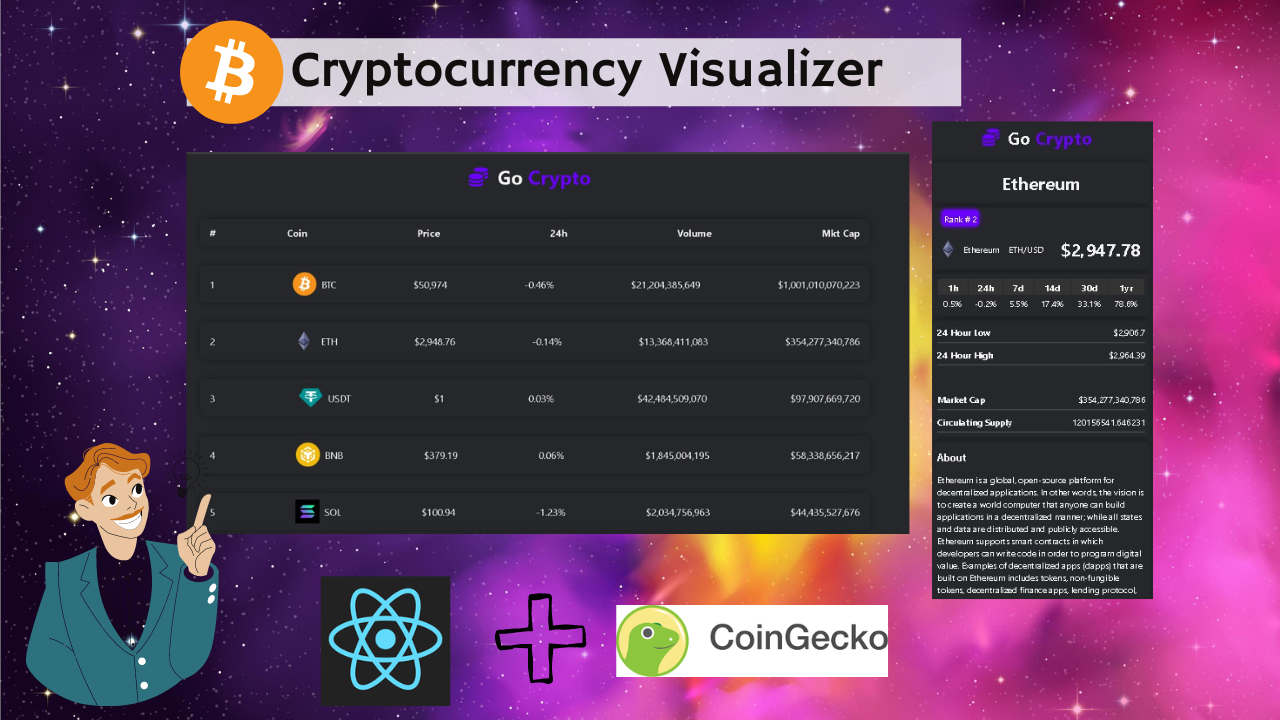 Cryptocurrency Visualizer
Go Crypto
# Coin Price 24h Volume Mkt Cap
1 BTC $50,974 -0.46% $21,204,385,649 $1,001,010,070,223
2 ETH $2,948.76 -0.14% $13,368,411,083 $354,277,340,786
3 USDT $1 0.03% $42,484,509,070 $97,907,669,720
4 BNB $379.19 0.06% $1,845,004,195 $58,338,656,217
5 SOL $100.94 -1.23% $2,034,756,963 $44,435,527,676
Go Crypto
Ethereum
Rank # 2
Ethereum ETH/USD $2,947.78
1h 24h 7d 14d 30d 1yr
0.5% -0.2% 5.5% 17.4% 33.1% 78.6%
24 Hour Low $2,906.7
24 Hour High $2,964.39
Market Cap $354,277,340,786
Circulating Supply 120156541.646231
About
Ethereum is a global, open-source platform for
decentralized applications. In other words, the vision is
to create a world computer that anyone can build
applications in a decentralized manner; while all states
and data are distributed and publicly accessible.
Ethereum supports smart contracts in which
developers can write code in order to program digital
value. Examples of decentralized apps (dapps) that are
built on Ethereum includes tokens, non-fungible
tokens, decentralized finance apps, lending protocol,
CoinGecko